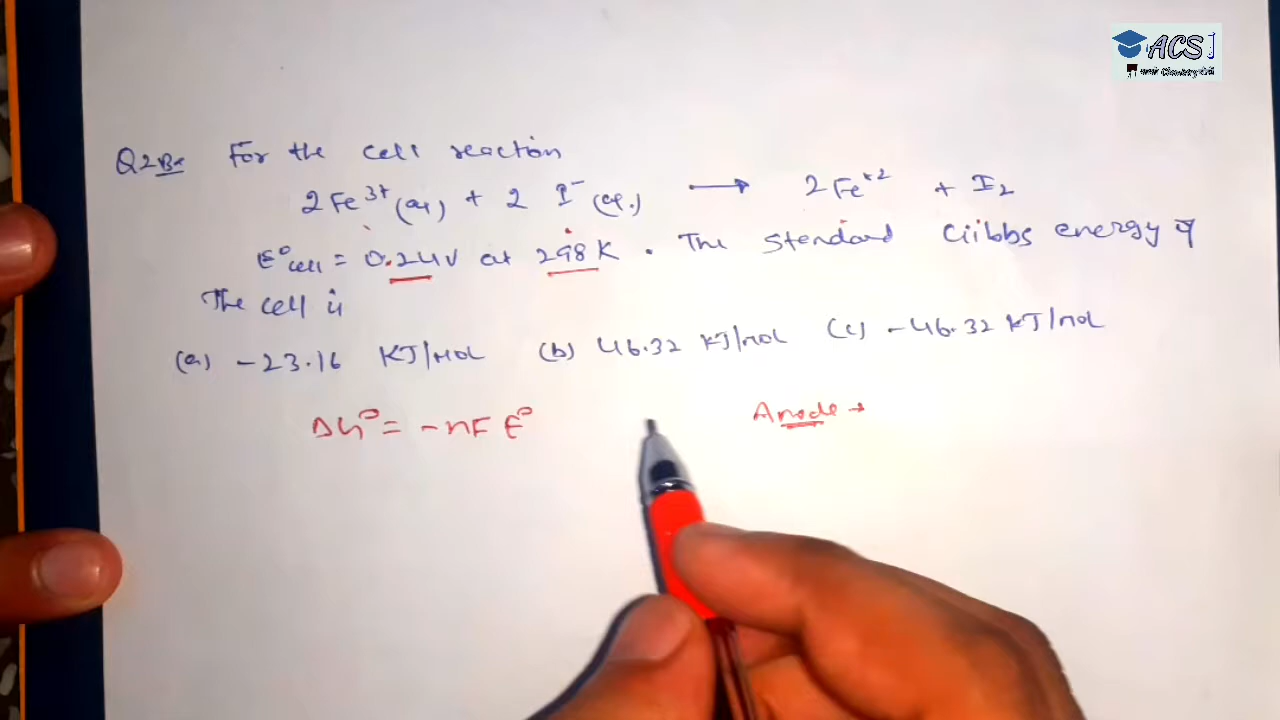 ACS
Q2B: For the cell reaction
2Fe³⁺(aq) + 2 I⁻(aq.) → 2Fe⁺² + I₂
E°cell = 0.24V at 298 K . The standard Gibbs energy of
The cell is
(a) -23.16 KJ/Mol (b) 46.32 KJ/mol (c) -46.32 KJ/mol
ΔG° = -nF E° Anode →